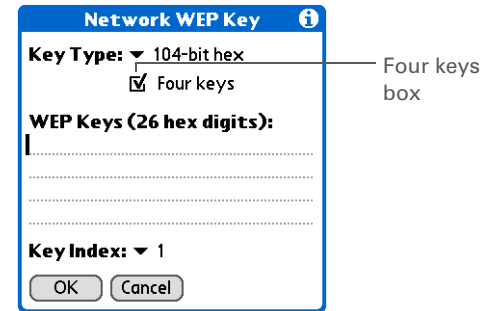 Network WEP Key
Key Type: 104-bit hex
Four keys
Four keys
box
WEP Keys (26 hex digits):
Key Index: 1
OK Cancel